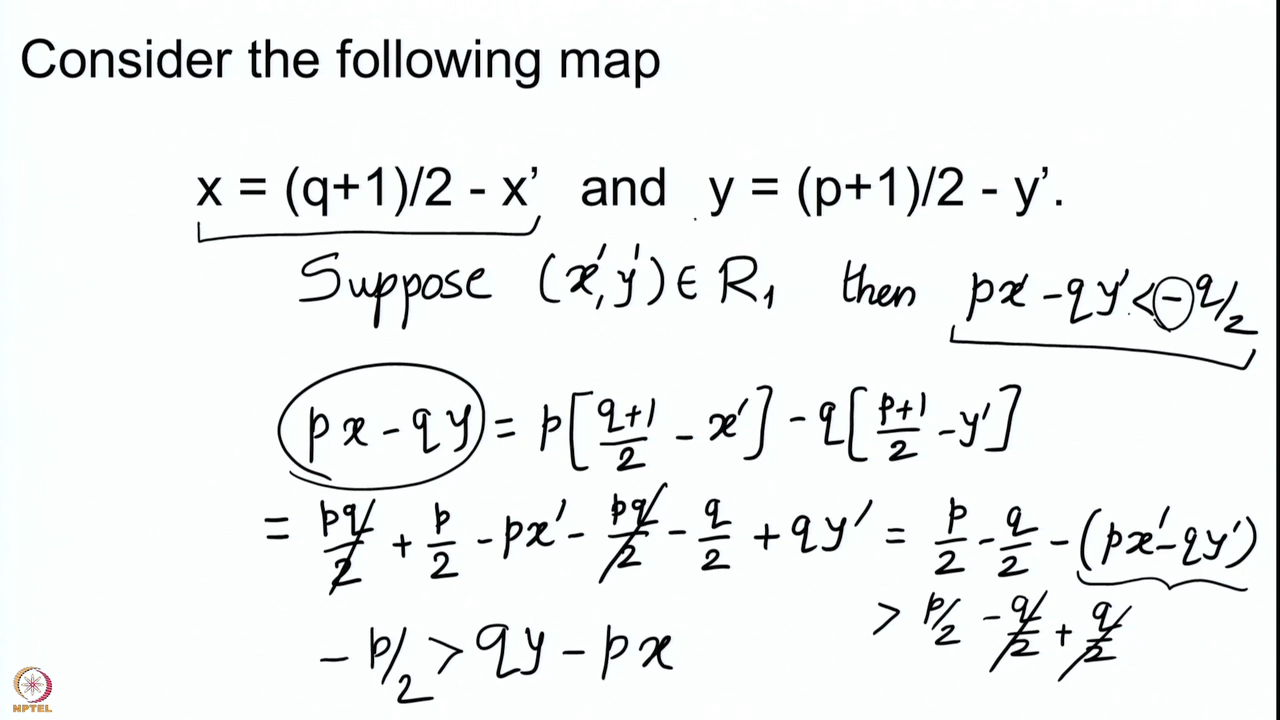 Consider the following map
x = (q+1)/2 - x’ and y = (p+1)/2 - y’.
Suppose (x′,y′) ∈ R₁ then px′ - qy′ < - q/2
px - qy = p[(q+1)/2 - x′] - q[(p+1)/2 - y′]
= pq/2 + p/2 - px′ - pq/2 - q/2 + qy′ = p/2 - q/2 - (px′ - qy′)
> p/2 - q/2 + q/2
- p/2 > qy - px
NPTEL